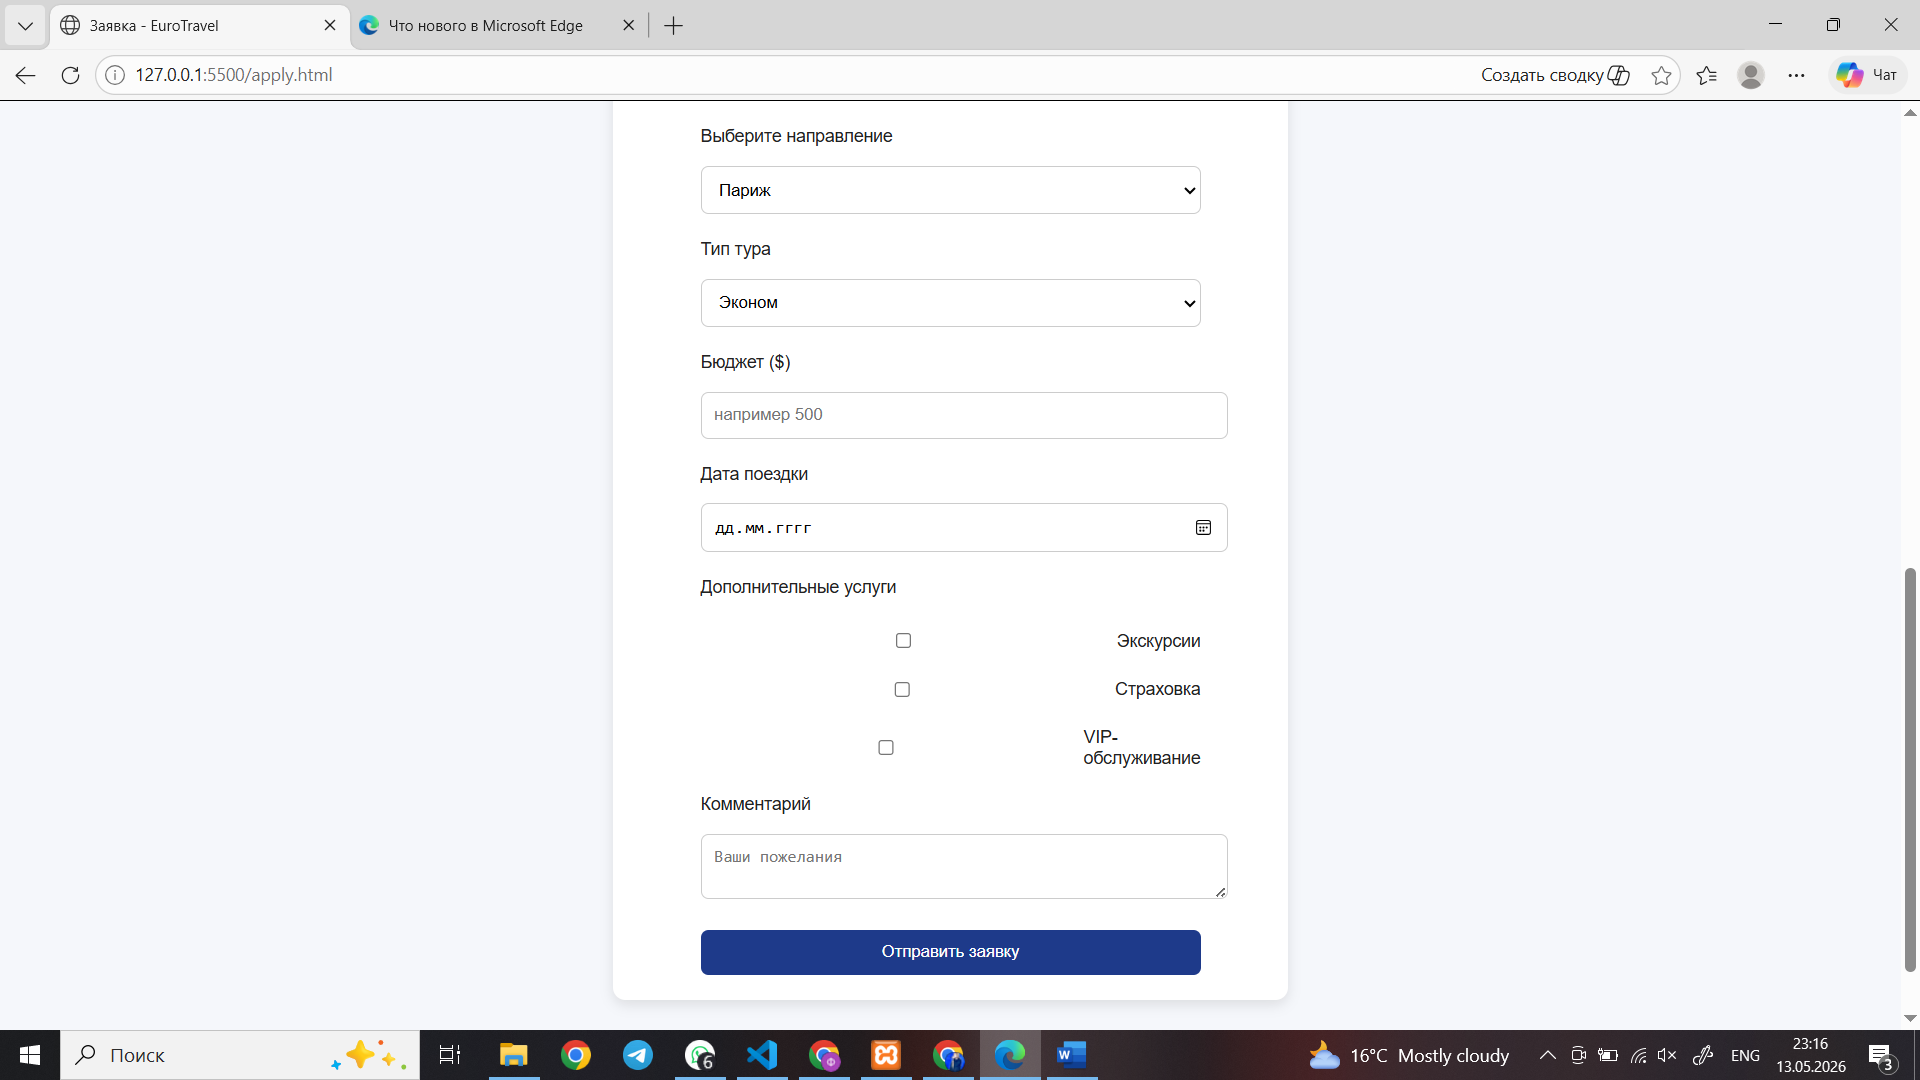 Заявка - EuroTravel
Что нового в Microsoft Edge
127.0.0.1:5500/apply.html
Создать сводку
Чат
Выберите направление
Париж
Тип тура
Эконом
Бюджет ($)
например 500
Дата поездки
дд.мм.гггг
Дополнительные услуги
Экскурсии
Страховка
VIP-
обслуживание
Комментарий
Ваши пожелания
Отправить заявку
Поиск
6
Ф
W
16°C Mostly cloudy
ENG
23:16
13.05.2026
3